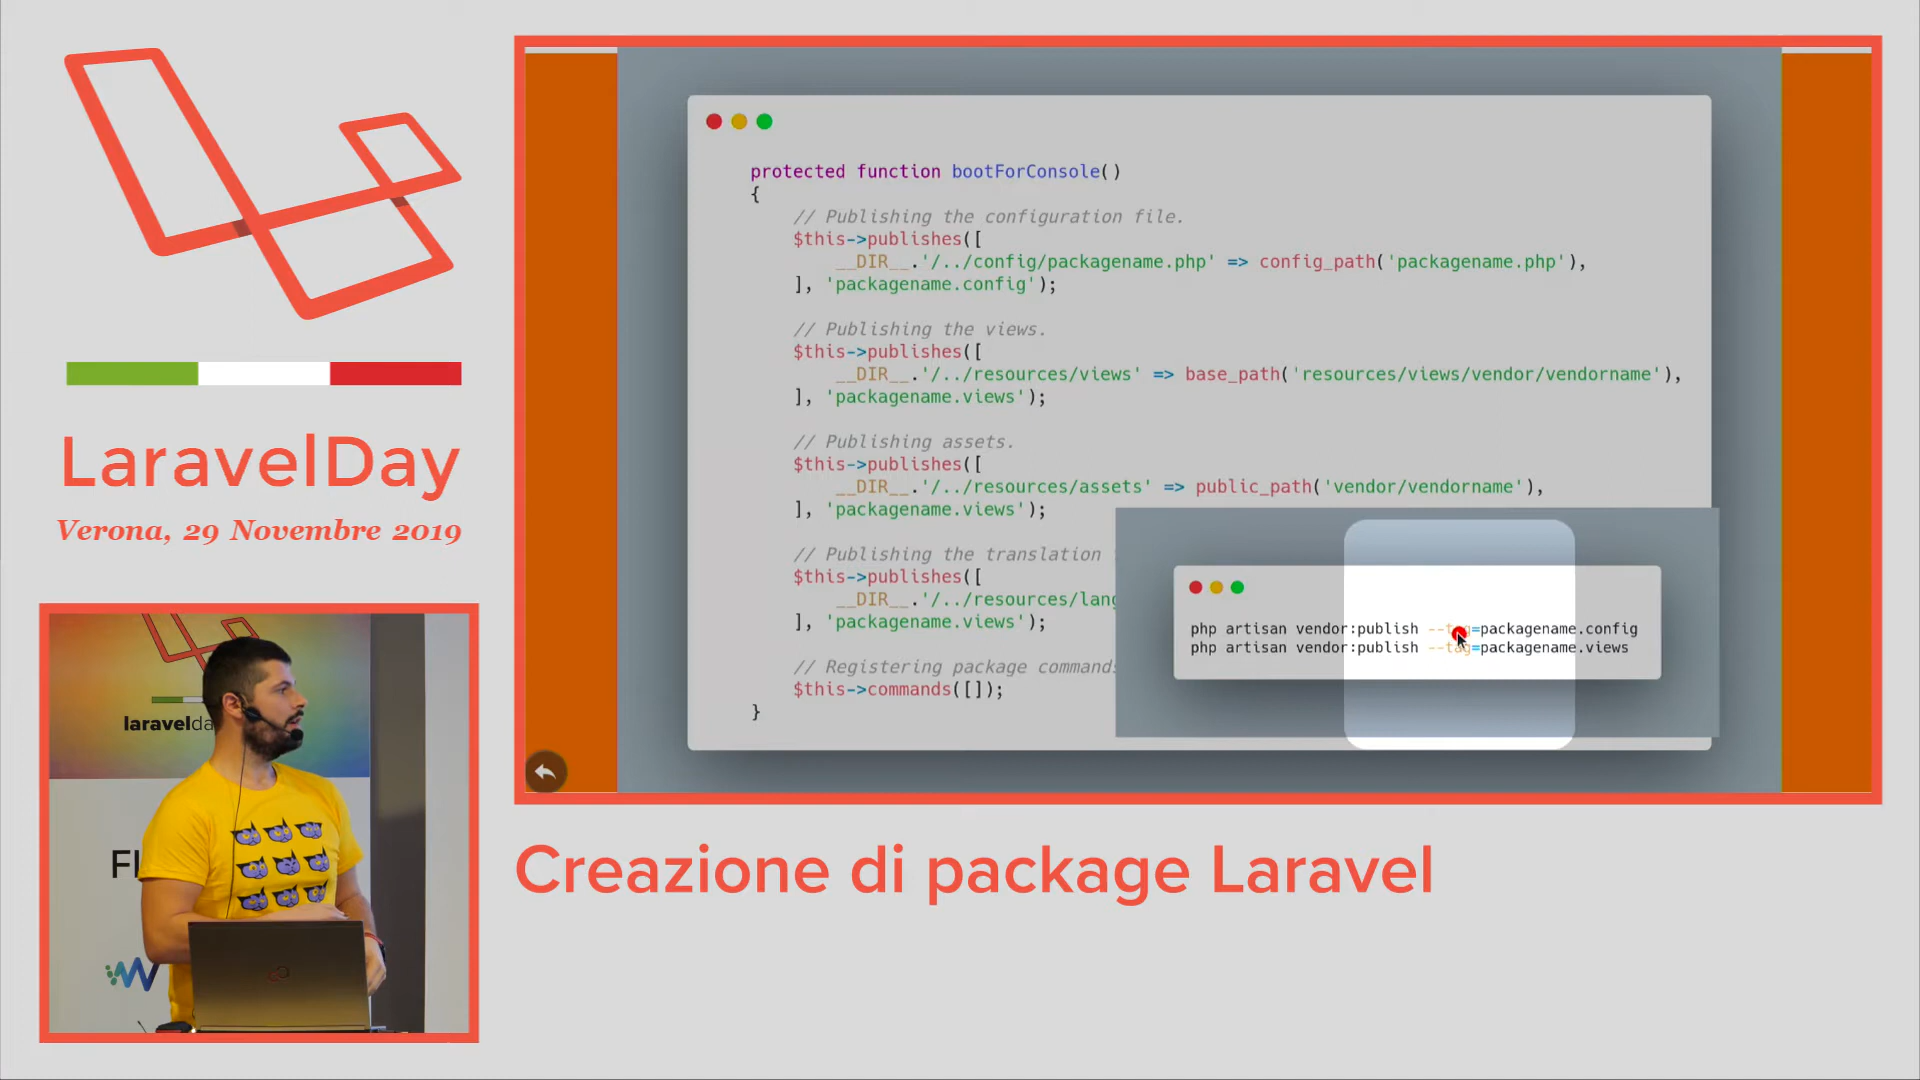 LaravelDay
Verona, 29 Novembre 2019
protected function bootForConsole()
{
// Publishing the configuration file.
$this->publishes([
__DIR__.'/../config/packagename.php' => config_path('packagename.php'),
], 'packagename.config');
// Publishing the views.
$this->publishes([
__DIR__.'/../resources/views' => base_path('resources/views/vendor/vendorname'),
], 'packagename.views');
// Publishing assets.
$this->publishes([
__DIR__.'/../resources/assets' => public_path('vendor/vendorname'),
], 'packagename.views');
// Publishing the translation
$this->publishes([
__DIR__.'/../resources/lang
], 'packagename.views');
// Registering package commands
$this->commands([]);
}
php artisan vendor:publish --tag=packagename.config
php artisan vendor:publish --tag=packagename.views
laravelda
Creazione di package Laravel